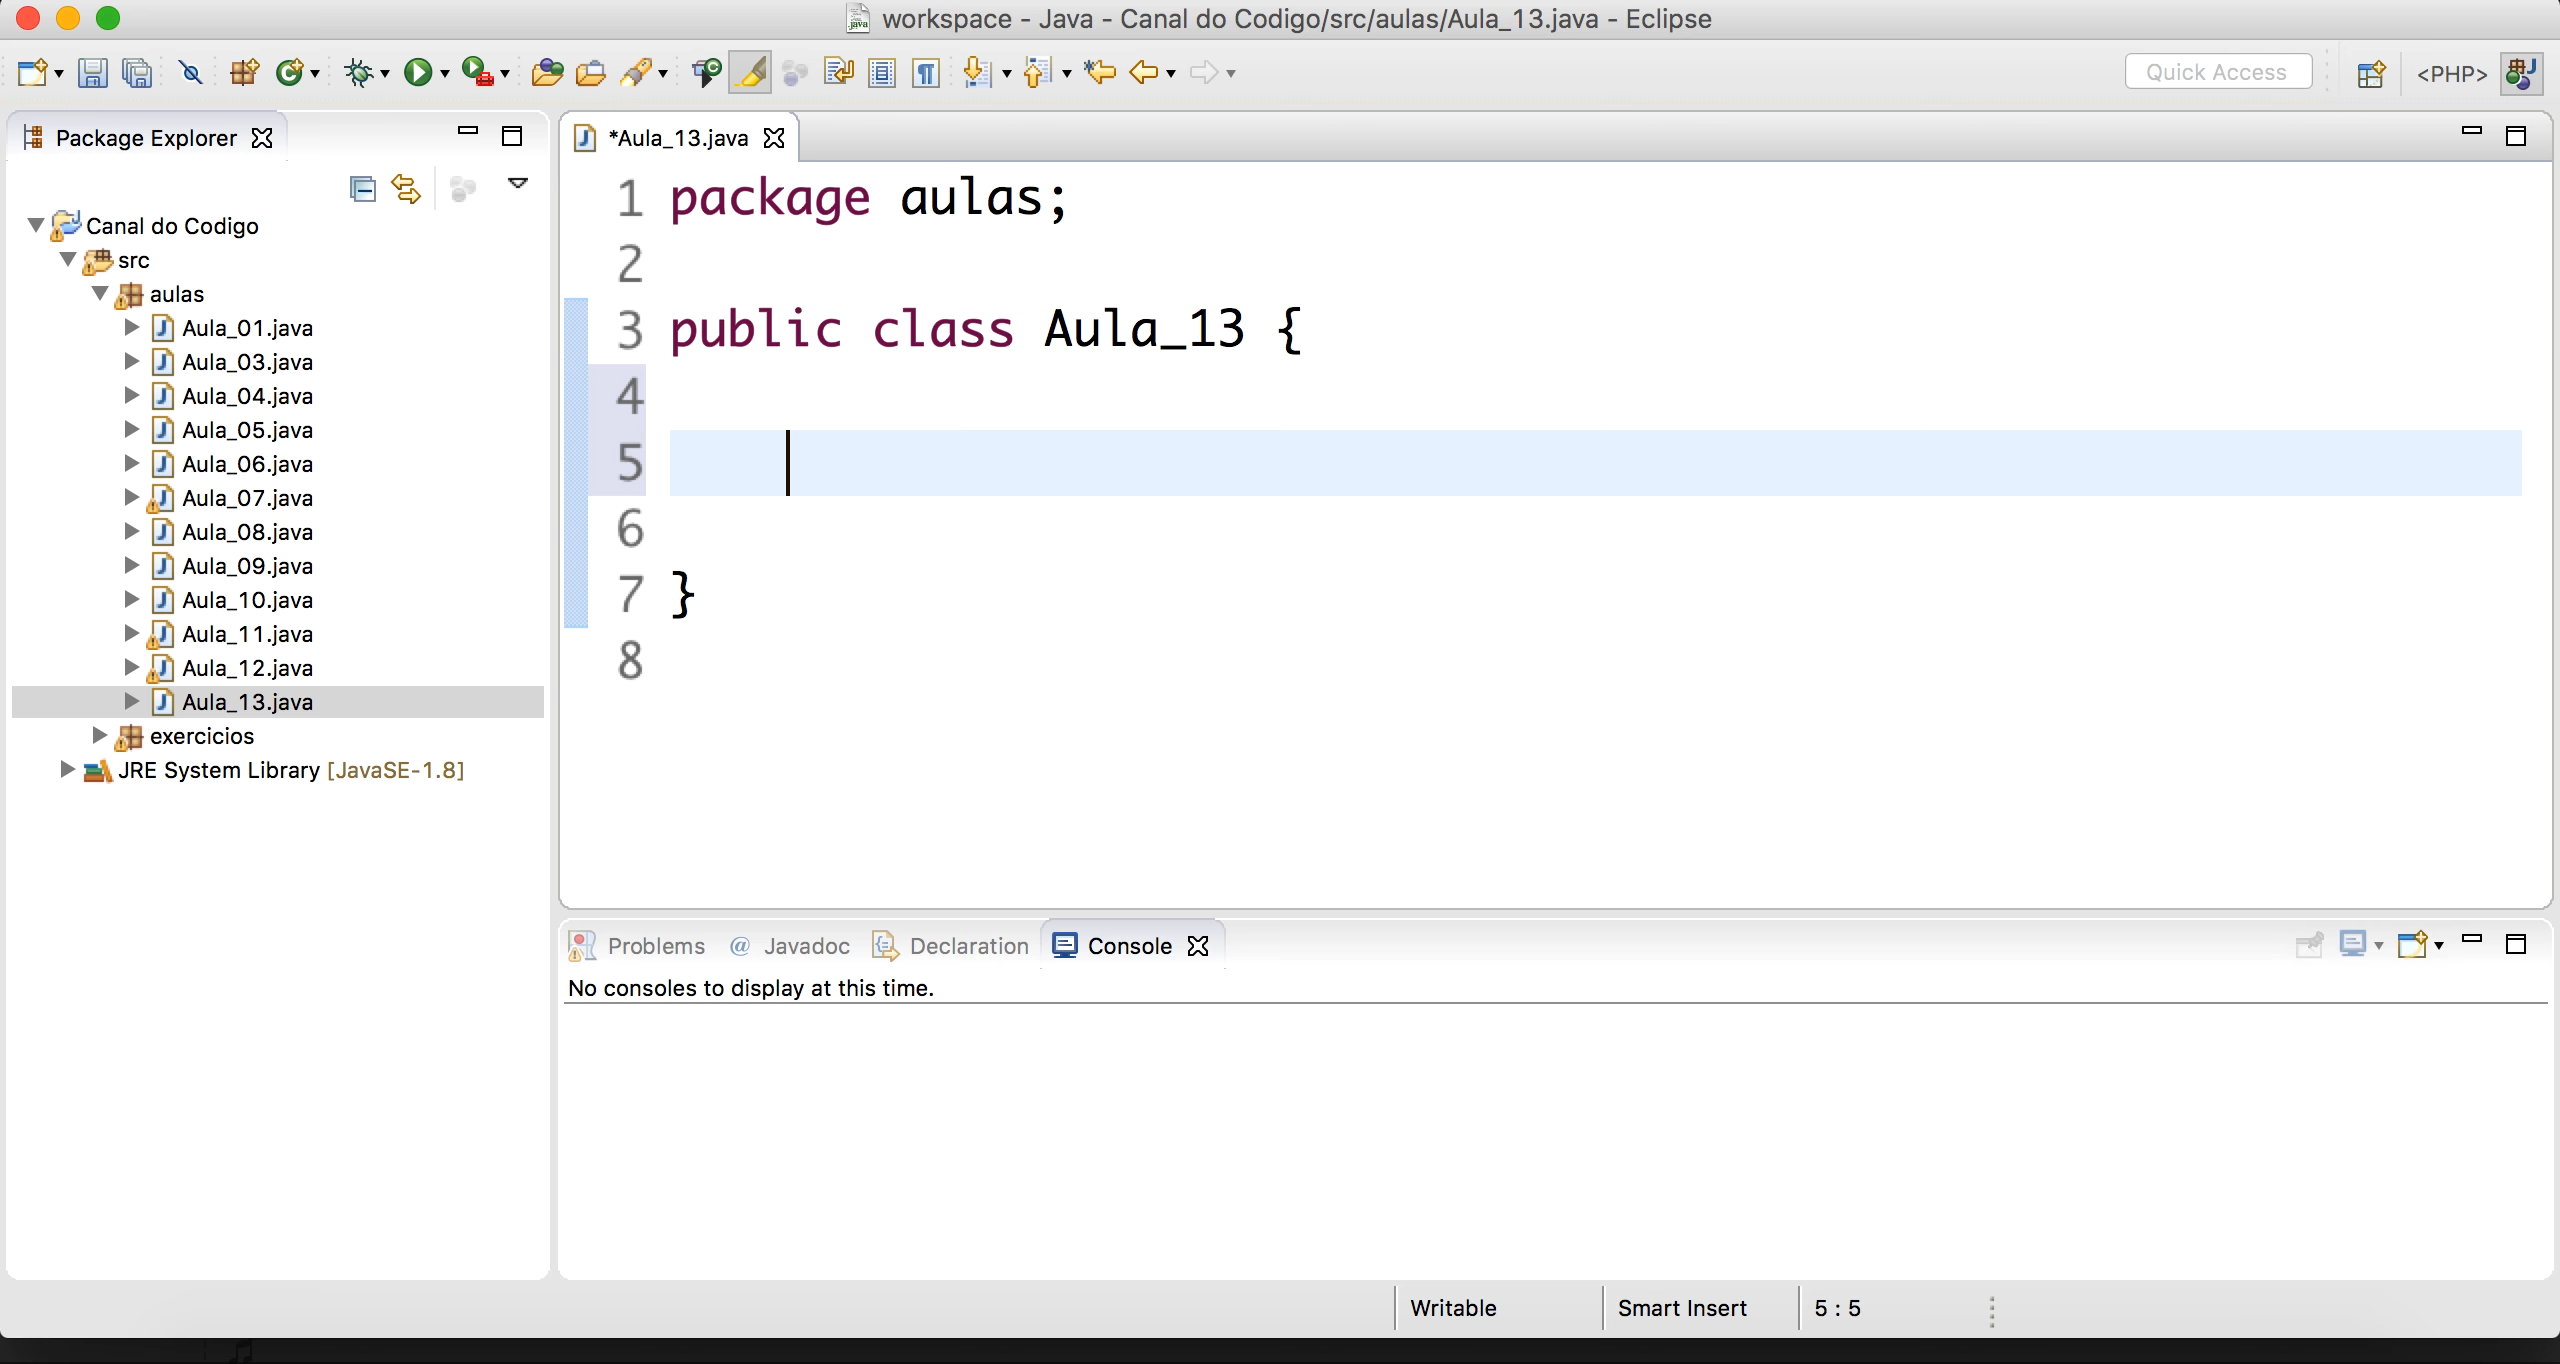 workspace - Java - Canal do Codigo/src/aulas/Aula_13.java - Eclipse
Quick Access
<PHP>
Package Explorer
*Aula_13.java
Canal do Codigo
src
aulas
Aula_01.java
Aula_03.java
Aula_04.java
Aula_05.java
Aula_06.java
Aula_07.java
Aula_08.java
Aula_09.java
Aula_10.java
Aula_11.java
Aula_12.java
Aula_13.java
exercicios
JRE System Library [JavaSE-1.8]
1 package aulas;
2
3 public class Aula_13 {
4
5
6
7 }
8
Problems @ Javadoc Declaration Console
No consoles to display at this time.
Writable Smart Insert 5 : 5